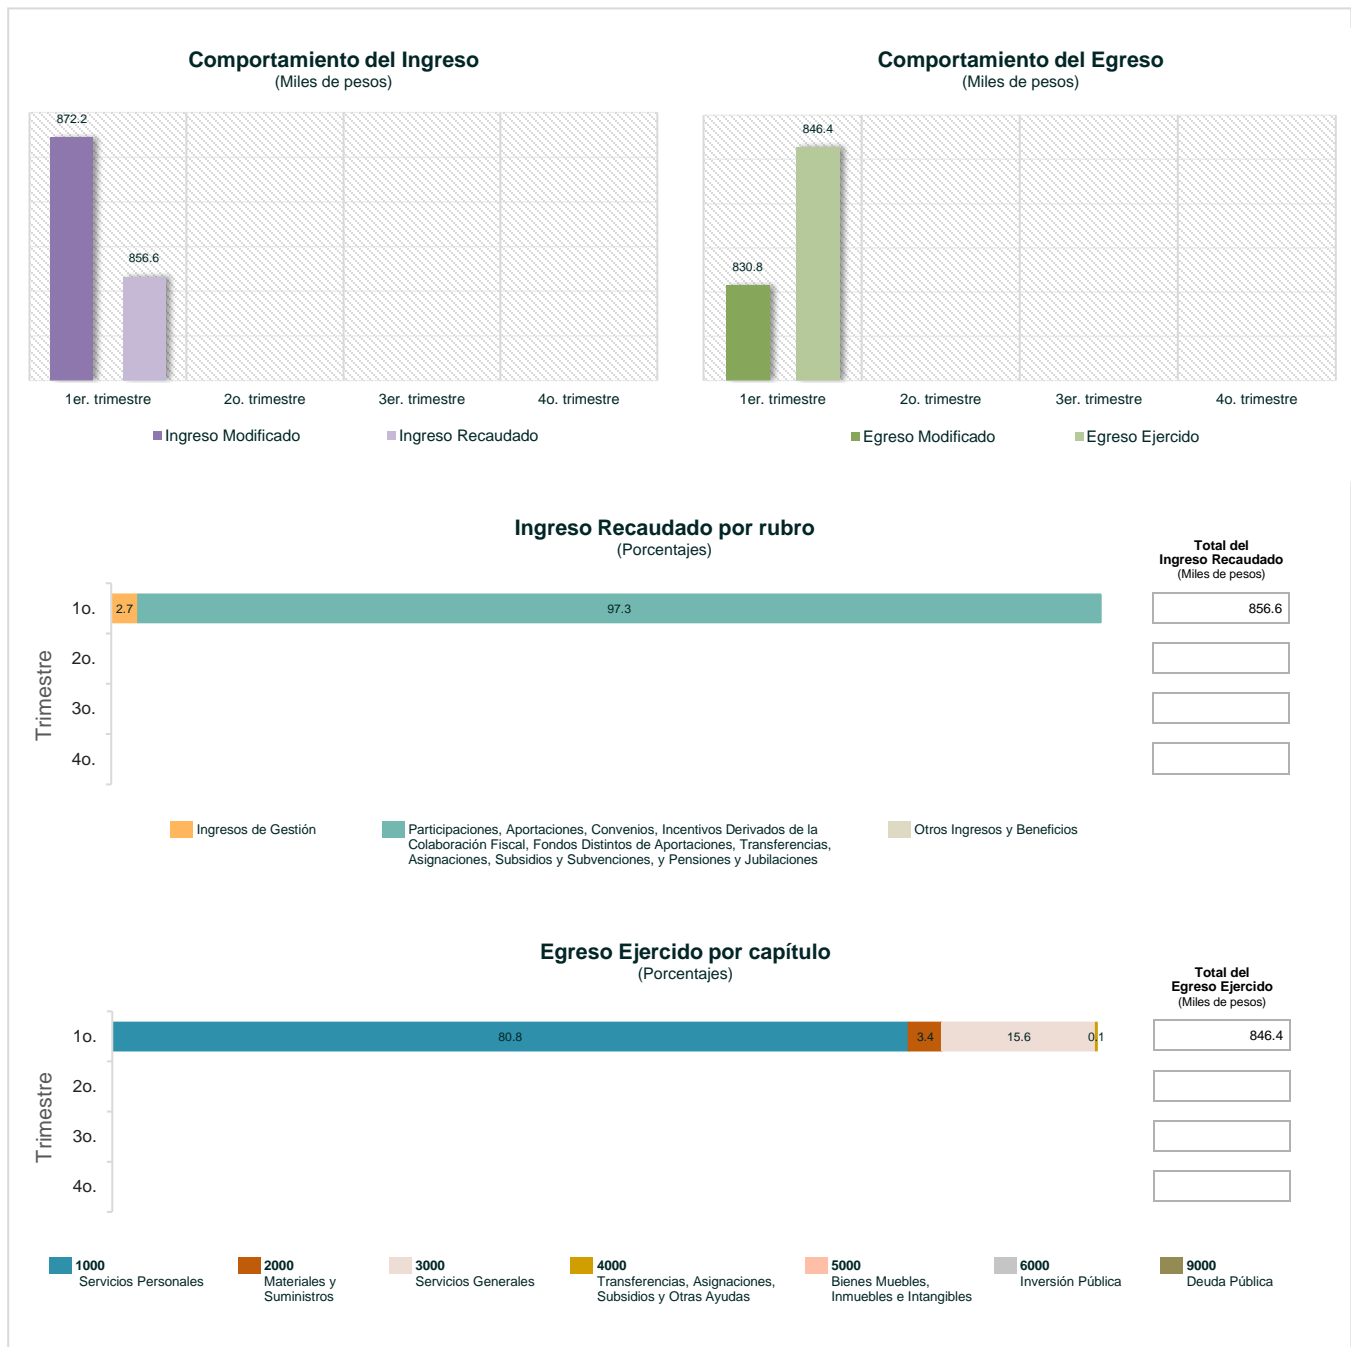 Comportamiento del Ingreso
(Miles de pesos)
872.2
856.6
1er. trimestre
2o. trimestre
3er. trimestre
4o. trimestre
Ingreso Modificado
Ingreso Recaudado
Comportamiento del Egreso
(Miles de pesos)
830.8
846.4
1er. trimestre
2o. trimestre
3er. trimestre
4o. trimestre
Egreso Modificado
Egreso Ejercido
Ingreso Recaudado por rubro
(Porcentajes)
Total del
Ingreso Recaudado
(Miles de pesos)
Trimestre
1o.
2.7
97.3
856.6
2o.
3o.
4o.
Ingresos de Gestión
Participaciones, Aportaciones, Convenios, Incentivos Derivados de la
Colaboración Fiscal, Fondos Distintos de Aportaciones, Transferencias,
Asignaciones, Subsidios y Subvenciones, y Pensiones y Jubilaciones
Otros Ingresos y Beneficios
Egreso Ejercido por capítulo
(Porcentajes)
Total del
Egreso Ejercido
(Miles de pesos)
Trimestre
1o.
80.8
3.4
15.6
0.1
846.4
2o.
3o.
4o.
1000
Servicios Personales
2000
Materiales y
Suministros
3000
Servicios Generales
4000
Transferencias, Asignaciones,
Subsidios y Otras Ayudas
5000
Bienes Muebles,
Inmuebles e Intangibles
6000
Inversión Pública
9000
Deuda Pública